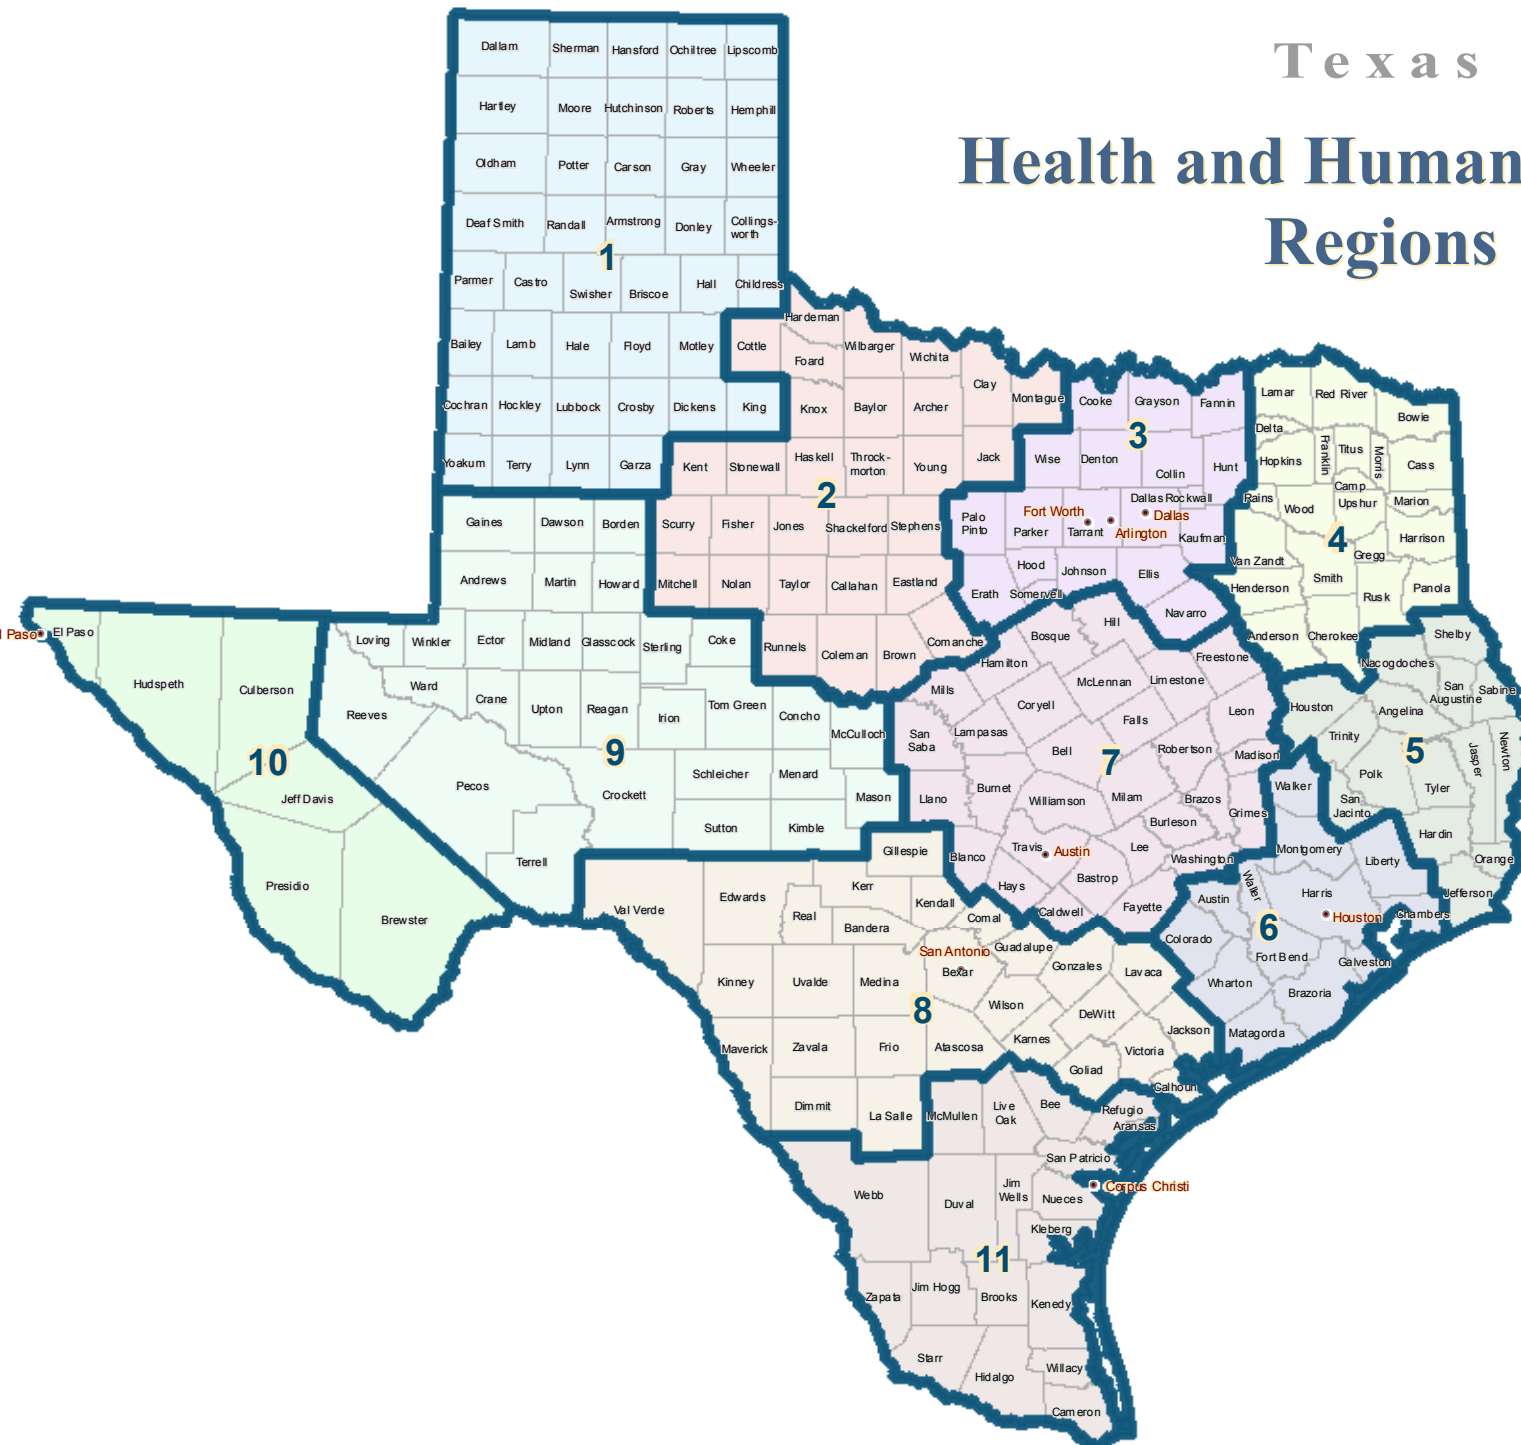 Texas
Health and Human
Regions
Dallam
Sherman
Hansford
Ochiltree
Lipscomb
Hartley
Moore
Hutchinson
Roberts
Hemphill
Oldham
Potter
Carson
Gray
Wheeler
Deaf Smith
Randall
Armstrong
Donley
Collings-
worth
1
Parmer
Castro
Swisher
Briscoe
Hall
Childress
Bailey
Lamb
Hale
Floyd
Motley
Cochran
Hockley
Lubbock
Crosby
Dickens
King
Yoakum
Terry
Lynn
Garza
Cottle
Hardeman
Foard
Wilbarger
Wichita
Clay
Montague
Knox
Baylor
Archer
Kent
Stonewall
Haskell
Throck-
morton
Young
Jack
2
Scurry
Fisher
Jones
Shackelford
Stephens
Mitchell
Nolan
Taylor
Callahan
Eastland
Runnels
Coleman
Brown
Comanche
Cooke
Grayson
Fannin
3
Wise
Denton
Collin
Hunt
Palo
Pinto
Parker
Fort Worth
Tarrant
Arlington
Dallas Rockwall
Dallas
Kaufman
Hood
Johnson
Ellis
Erath
Somervell
Navarro
Lamar
Red River
Bowie
Delta
Hopkins
Franklin
Titus
Morris
Cass
Camp
Rains
Wood
Upshur
Marion
4
Harrison
Van Zandt
Gregg
Henderson
Smith
Rusk
Panola
Anderson
Cherokee
Shelby
Nacogdoches
San
Augustine
Sabine
Houston
Angelina
Trinity
5
Jasper
Newton
Polk
Tyler
San
Jacinto
Hardin
Orange
Jefferson
Walker
Montgomery
Liberty
Waller
Austin
Harris
Houston
Chambers
6
Colorado
Fort Bend
Galveston
Wharton
Brazoria
Matagorda
Bosque
Hill
Hamilton
Freestone
Mills
McLennan
Limestone
Coryell
Falls
Leon
San
Saba
Lampasas
Bell
Robertson
Madison
7
Burnet
Llano
Williamson
Milam
Brazos
Grimes
Burleson
Travis
Austin
Lee
Washington
Blanco
Bastrop
Hays
Caldwell
Fayette
Gaines
Dawson
Borden
Andrews
Martin
Howard
Loving
Winkler
Ector
Midland
Glasscock
Sterling
Coke
Ward
Crane
Upton
Reagan
Irion
Tom Green
Concho
McCulloch
Reeves
9
Pecos
Crockett
Schleicher
Menard
Mason
Sutton
Kimble
Terrell
l Paso
El Paso
Hudspeth
Culberson
10
Jeff Davis
Presidio
Brewster
Gillespie
Val Verde
Edwards
Kerr
Real
Kendall
Bandera
Comal
San Antonio
Guadalupe
Bexar
Gonzales
Lavaca
Kinney
Uvalde
Medina
8
Wilson
DeWitt
Jackson
Maverick
Zavala
Frio
Atascosa
Karnes
Victoria
Goliad
Calhoun
Dimmit
La Salle
McMullen
Live
Oak
Bee
Refugio
Aransas
San Patricio
Corpus Christi
Webb
Duval
Jim
Wells
Nueces
Kleberg
11
Zapata
Jim Hogg
Brooks
Kenedy
Starr
Hidalgo
Willacy
Cameron